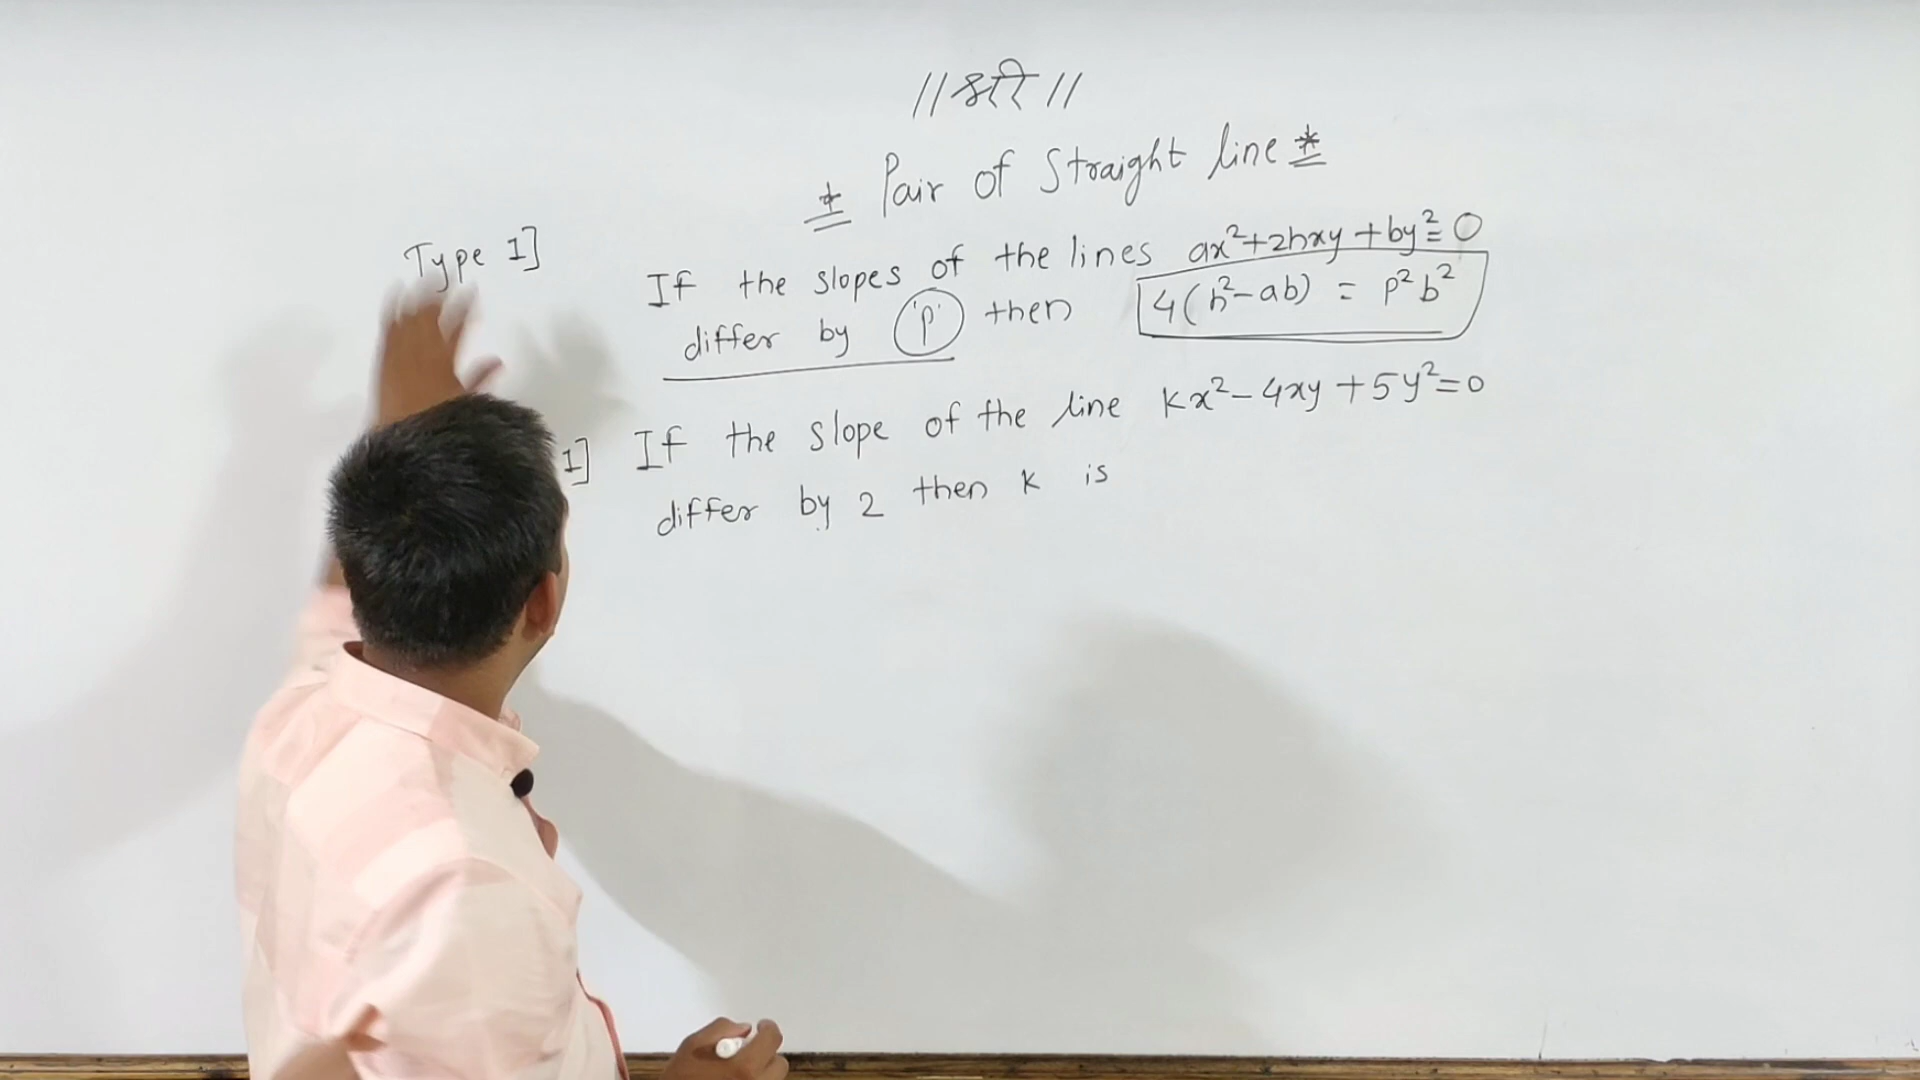 ॥ श्री ॥
* Pair of Straight line *
Type 1]
If the slopes of the lines ax²+2hxy+by²=0
differ by 'p' then 4(h²-ab) = p²b²
1] If the slope of the line kx²-4xy+5y²=0
differ by 2 then k is